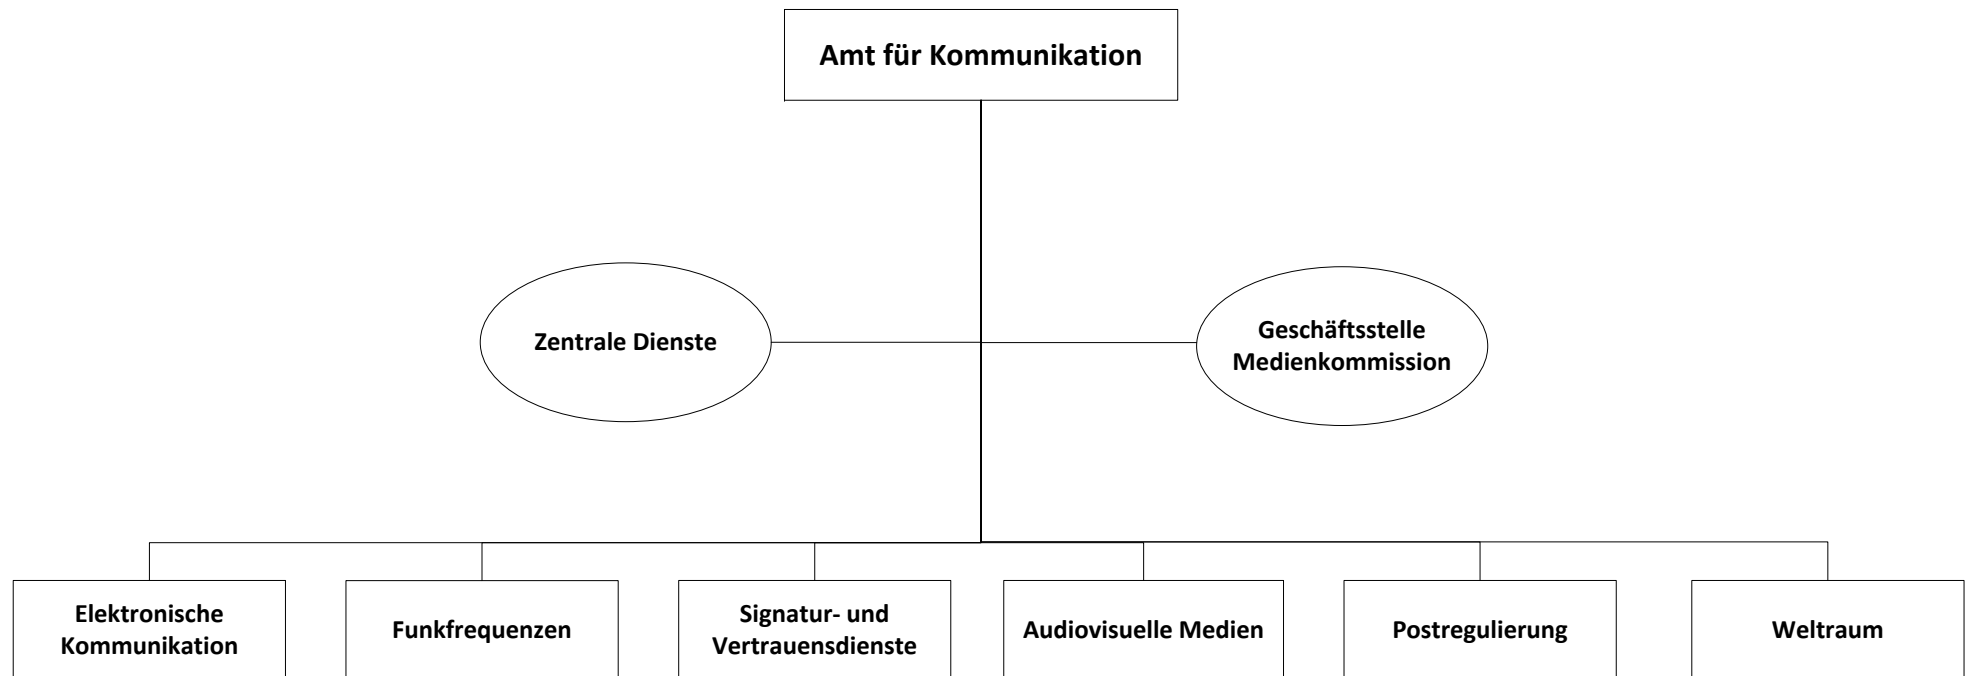 Amt für Kommunikation
Zentrale Dienste
Geschäftsstelle
Medienkommission
Elektronische
Kommunikation
Funkfrequenzen
Signatur- und
Vertrauensdienste
Audiovisuelle Medien
Postregulierung
Weltraum